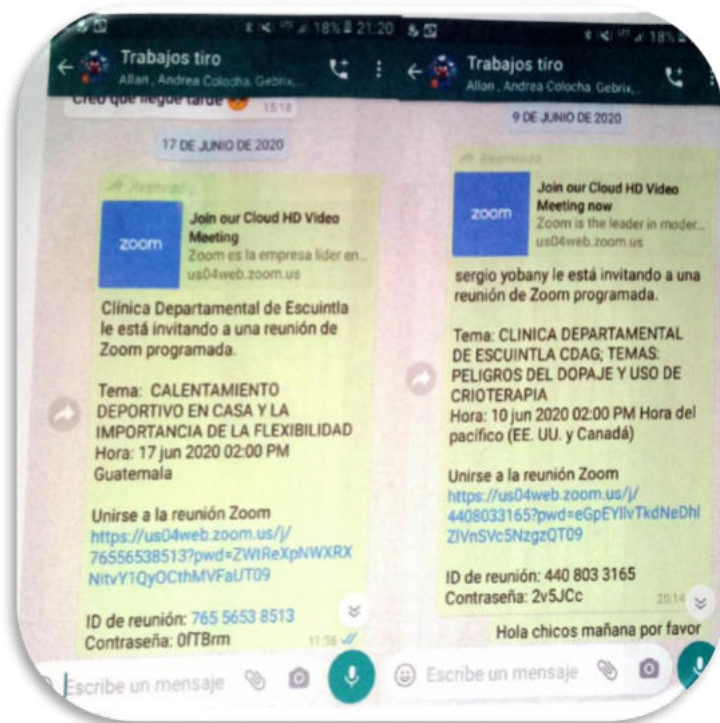 18% 21:20
Trabajos tiro
Allan, Andrea Colocha, Gebrix,...
Creo que llegue tarde
15:18
17 DE JUNIO DE 2020
Reenviado
zoom
Join our Cloud HD Video
Meeting
Zoom es la empresa líder en...
us04web.zoom.us
Clínica Departamental de Escuintla
le está invitando a una reunión de
Zoom programada.
Tema: CALENTAMIENTO
DEPORTIVO EN CASA Y LA
IMPORTANCIA DE LA FLEXIBILIDAD
Hora: 17 jun 2020 02:00 PM
Guatemala
Unirse a la reunión Zoom
https://us04web.zoom.us/j/
76556538513?pwd=ZWtReXpNWXRX
NitvY1QyOCthMVFaUT09
ID de reunión: 765 5653 8513
Contraseña: 0fTBrm
11:36
Escribe un mensaje
18%
Trabajos tiro
Allan, Andrea Colocha, Gebrix,...
9 DE JUNIO DE 2020
Reenviado
zoom
Join our Cloud HD Video
Meeting now
Zoom is the leader in moder...
us04web.zoom.us
sergio yobany le está invitando a una
reunión de Zoom programada.
Tema: CLINICA DEPARTAMENTAL
DE ESCUINTLA CDAG; TEMAS:
PELIGROS DEL DOPAJE Y USO DE
CRIOTERAPIA
Hora: 10 jun 2020 02:00 PM Hora del
pacífico (EE. UU. y Canadá)
Unirse a la reunión Zoom
https://us04web.zoom.us/j/
4408033165?pwd=eGpEYllvTkdNeDhl
ZlVnSVc5NzgzQT09
ID de reunión: 440 803 3165
Contraseña: 2v5JCc
20:14
Hola chicos mañana por favor
Escribe un mensaje